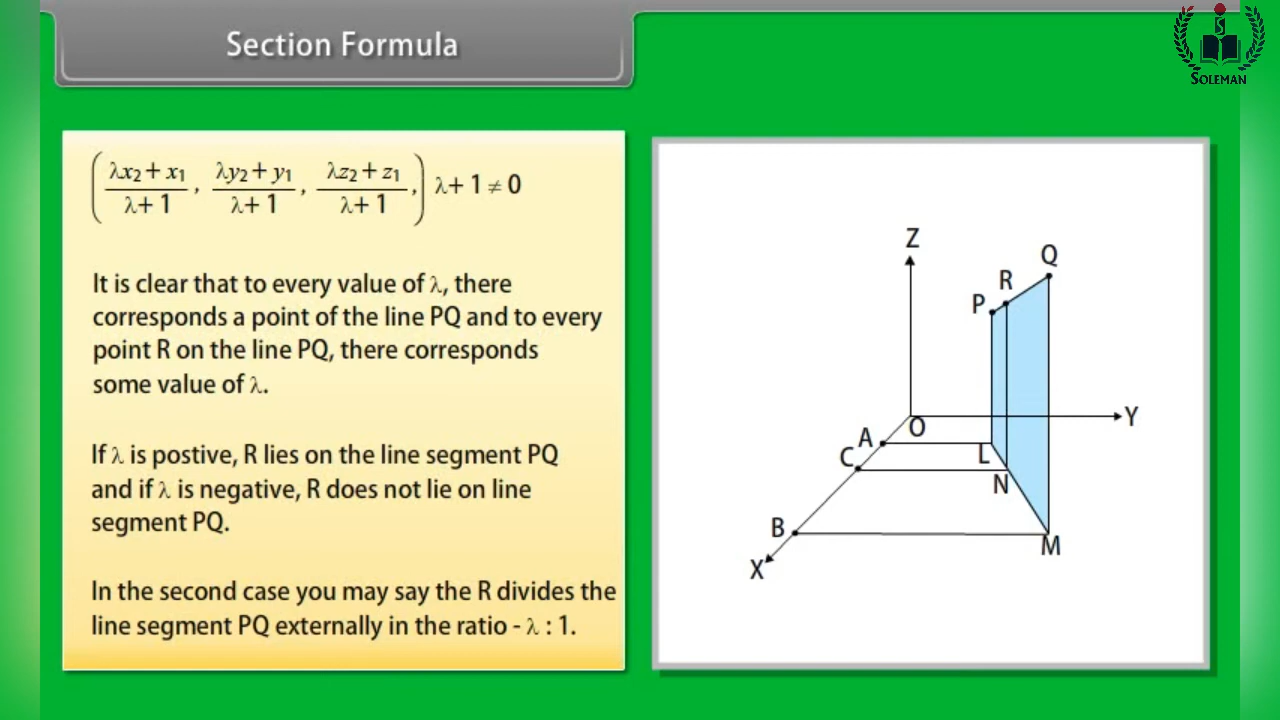 Section Formula
SOLEMAN
(λx₂ + x₁ / λ + 1, λy₂ + y₁ / λ + 1, λz₂ + z₁ / λ + 1,) λ + 1 ≠ 0
It is clear that to every value of λ, there
corresponds a point of the line PQ and to every
point R on the line PQ, there corresponds
some value of λ.
If λ is postive, R lies on the line segment PQ
and if λ is negative, R does not lie on line
segment PQ.
In the second case you may say the R divides the
line segment PQ externally in the ratio - λ : 1.
Z
Q
R
P
Y
O
A
L
C
N
B
M
X